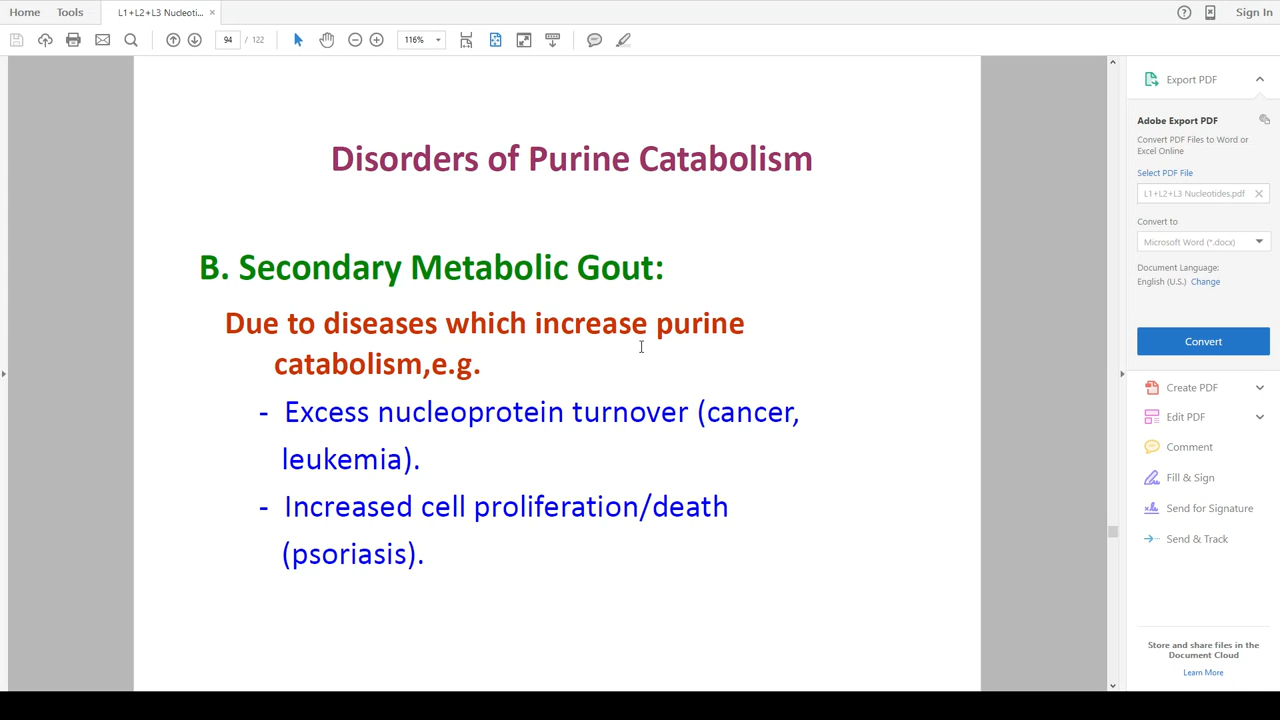 Home
Tools
L1+L2+L3 Nucleoti...
Sign In
94 / 122
116%
Export PDF
Adobe Export PDF
Convert PDF Files to Word or
Excel Online
Select PDF File
L1+L2+L3 Nucleotides.pdf
Convert to
Microsoft Word (*.docx)
Document Language:
English (U.S.) Change
Convert
Create PDF
Edit PDF
Comment
Fill & Sign
Send for Signature
Send & Track
Store and share files in the
Document Cloud
Learn More
Disorders of Purine Catabolism
B. Secondary Metabolic Gout:
Due to diseases which increase purine
catabolism,e.g.
- Excess nucleoprotein turnover (cancer,
leukemia).
- Increased cell proliferation/death
(psoriasis).